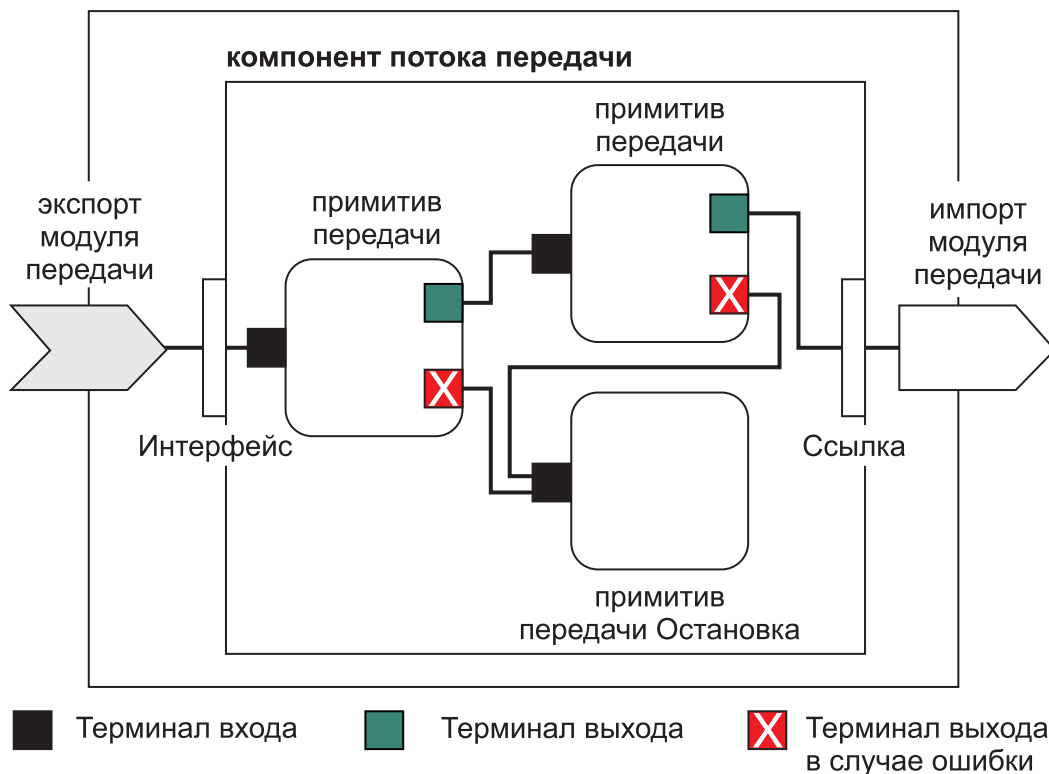 компонент потока передачи
примитив
передачи
экспорт
модуля
передачи
примитив
передачи
импорт
модуля
передачи
X
X
Интерфейс
Ссылка
примитив
передачи Остановка
Терминал входа
Терминал выхода
X
Терминал выхода
в случае ошибки